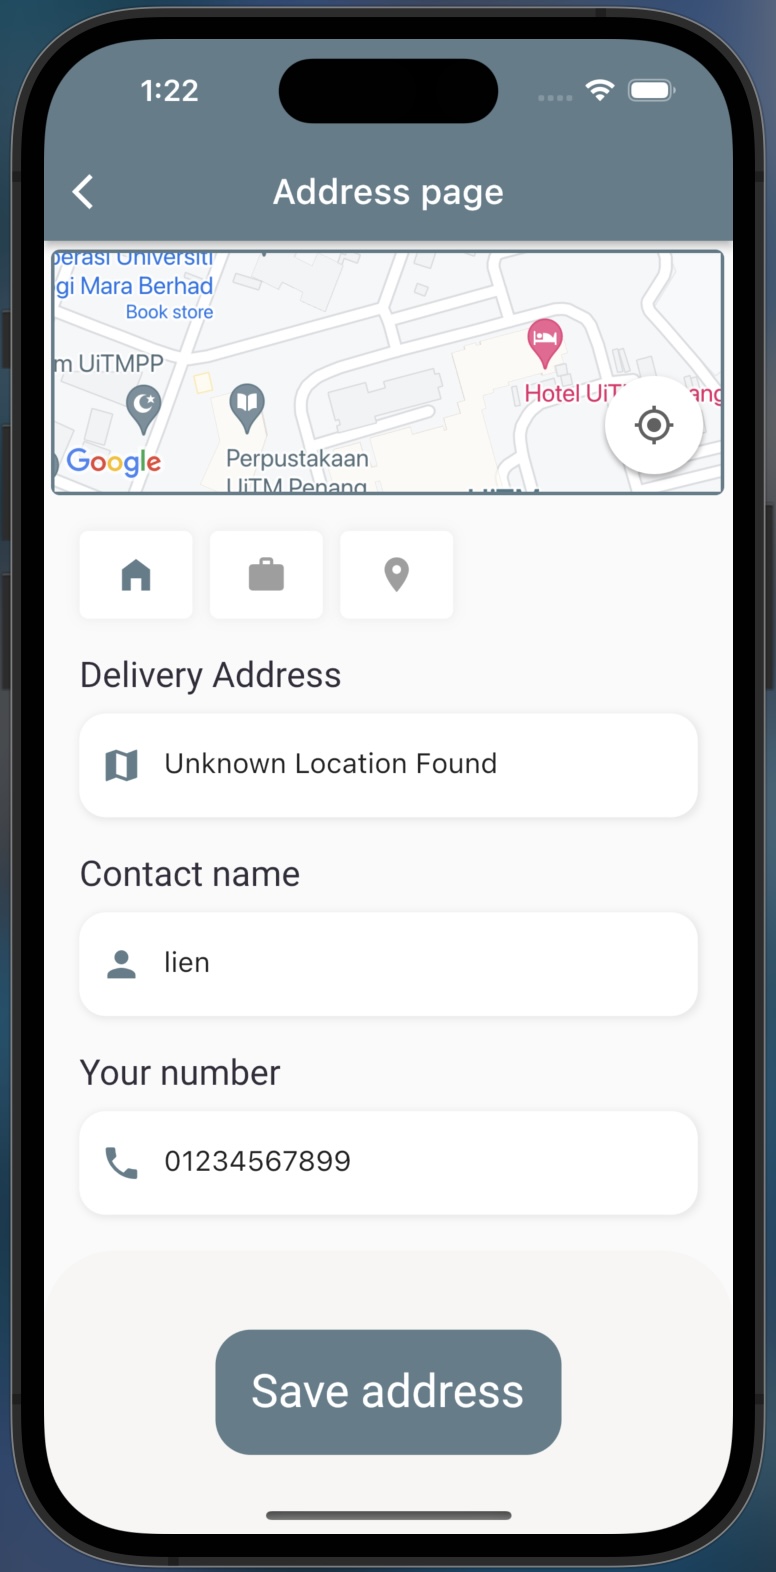 1:22
Address page
perasi Universiti
gi Mara Berhad
Book store
m UiTMPP
Hotel UiT
ang
Google
Perpustakaan
UiTM Penang
UiTM
Delivery Address
Unknown Location Found
Contact name
lien
Your number
01234567899
Save address